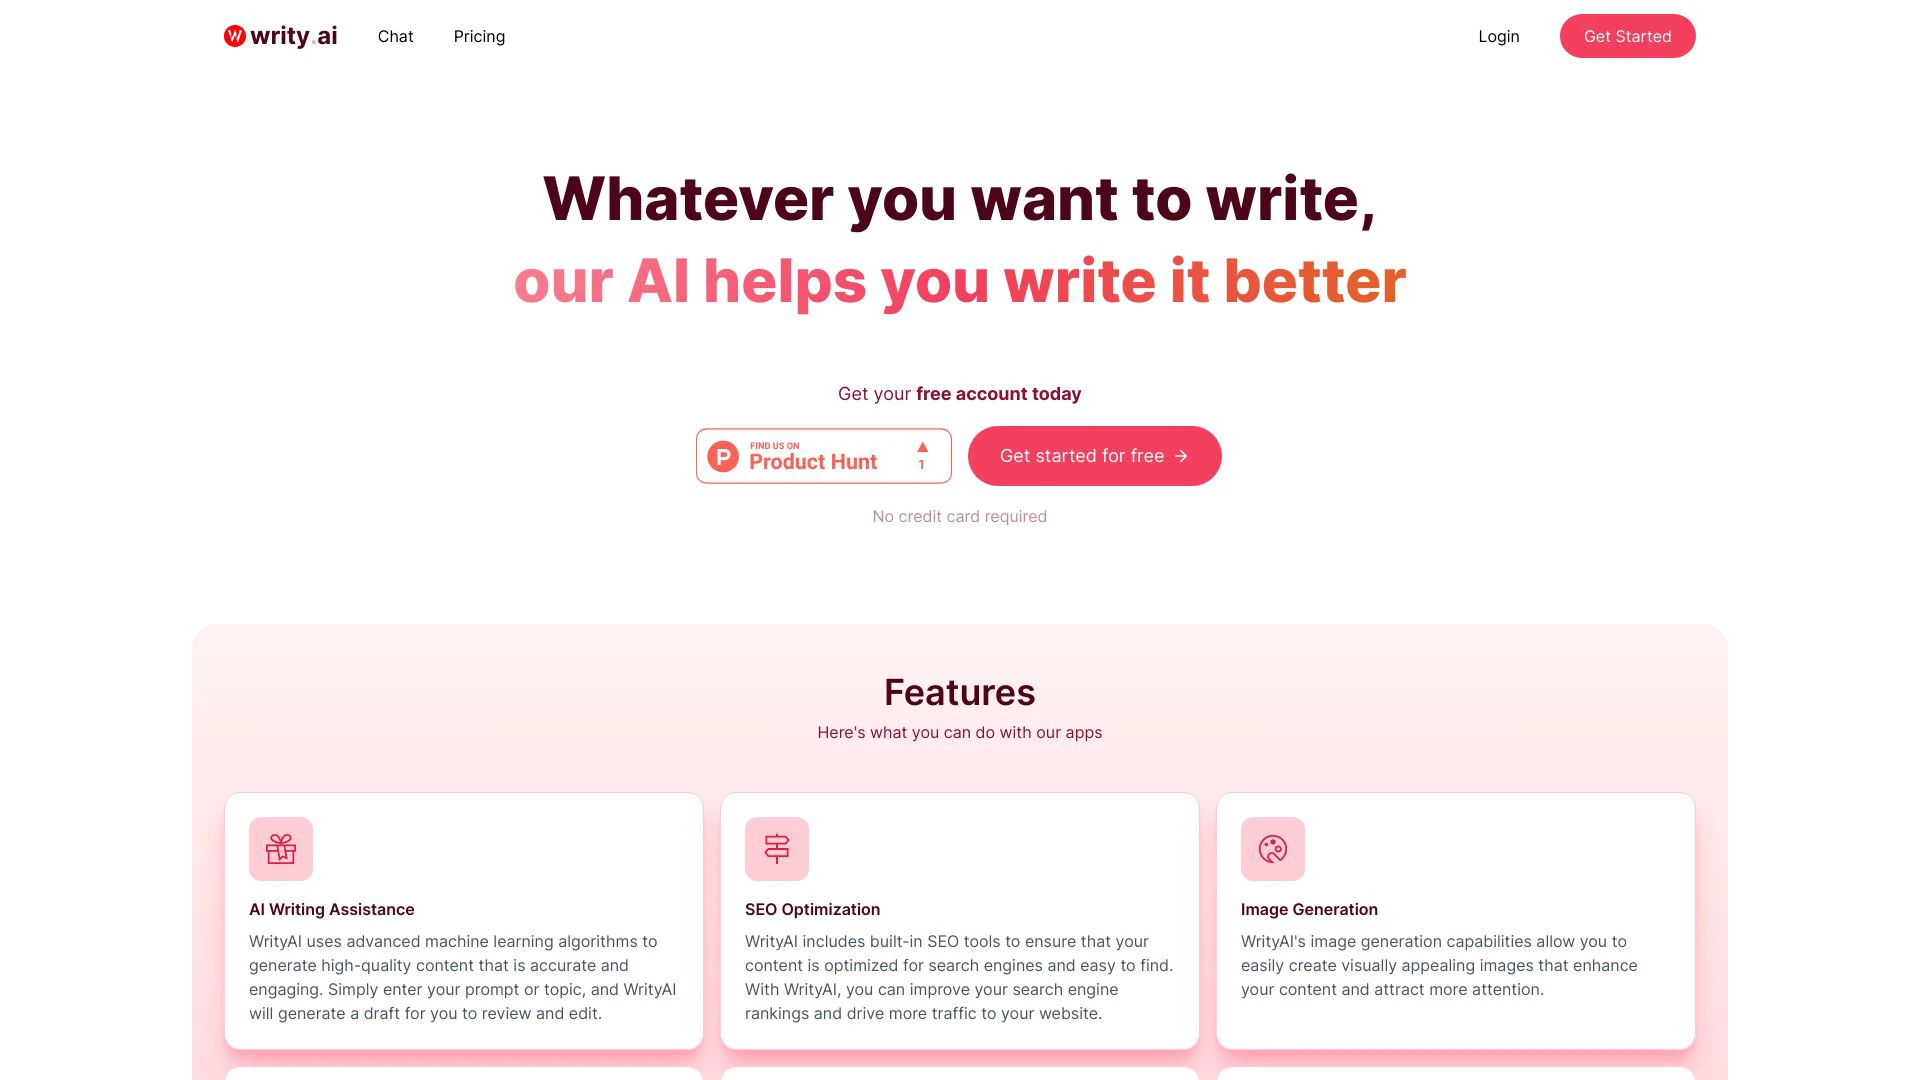 writy.ai
Chat
Pricing
Login
Get Started
Whatever you want to write,
our AI helps you write it better
Get your free account today
FIND US ON
Product Hunt
1
Get started for free →
No credit card required
Features
Here's what you can do with our apps
AI Writing Assistance
WrityAI uses advanced machine learning algorithms to
generate high-quality content that is accurate and
engaging. Simply enter your prompt or topic, and WrityAI
will generate a draft for you to review and edit.
SEO Optimization
WrityAI includes built-in SEO tools to ensure that your
content is optimized for search engines and easy to find.
With WrityAI, you can improve your search engine
rankings and drive more traffic to your website.
Image Generation
WrityAI's image generation capabilities allow you to
easily create visually appealing images that enhance
your content and attract more attention.